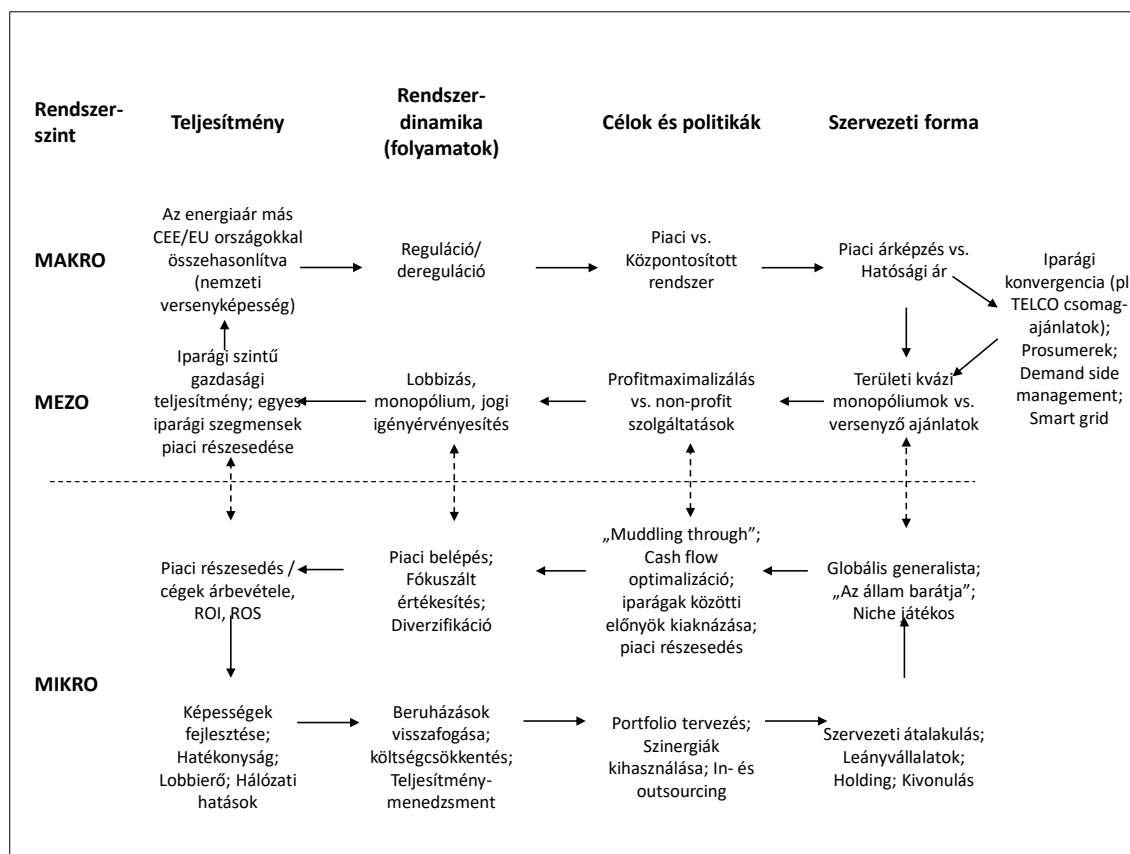 Rendszer-
szint
Teljesítmény
Rendszer-
dinamika
(folyamatok)
Célok és politikák
Szervezeti forma
MAKRO
Az energiaár más
CEE/EU országokkal
összehasonlítva
(nemzeti
versenyképesség)
Reguláció/
dereguláció
Piaci vs.
Központosított
rendszer
Piaci árképzés vs.
Hatósági ár
Iparági
konvergencia (pl
TELCO csomag-
ajánlatok);
Prosumerek;
Demand side
management;
Smart grid
MEZO
Iparági szintű
gazdasági
teljesítmény; egyes
iparági szegmensek
piaci részesedése
Lobbizás,
monopólium, jogi
igényérvényesítés
Profitmaximalizálás
vs. non-profit
szolgáltatások
Területi kvázi
monopóliumok vs.
versenyző ajánlatok
MIKRO
Piaci részesedés /
cégek árbevétele,
ROI, ROS
Piaci belépés;
Fókuszált
értékesítés;
Diverzifikáció
„Muddling through”;
Cash flow
optimalizáció;
iparágak közötti
előnyök kiaknázása;
piaci részesedés
Globális generalista;
„Az állam barátja”;
Niche játékos
Képességek
fejlesztése;
Hatékonyság;
Lobbierő; Hálózati
hatások
Beruházások
visszafogása;
költségcsökkentés;
Teljesítmény-
menedzsment
Portfolio tervezés;
Szinergiák
kihasználása; In- és
outsourcing
Szervezeti átalakulás;
Leányvállalatok;
Holding; Kivonulás